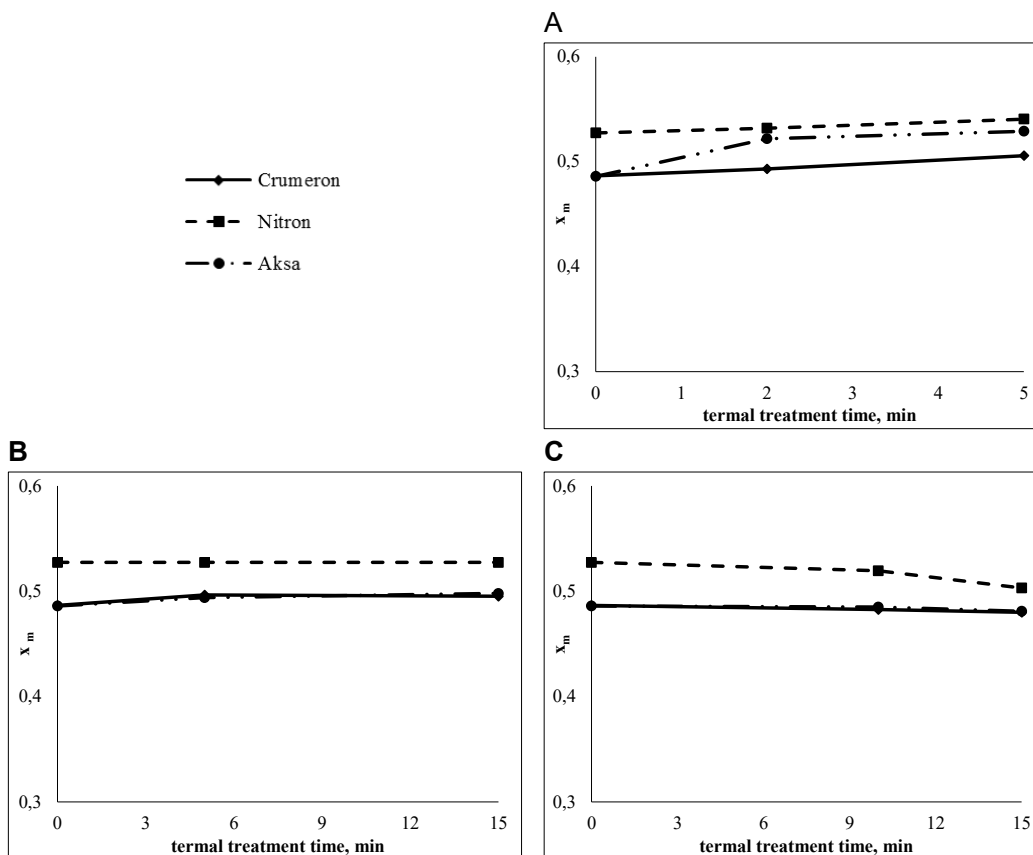 A
Crumeron
Nitron
Aksa
0,6
0,5
0,4
0,3
x m
0 1 2 3 4 5
termal treatment time, min
B
0,6
0,5
0,4
0,3
x m
0 3 6 9 12 15
termal treatment time, min
C
0,6
0,5
0,4
0,3
xm
0 3 6 9 12 15
termal treatment time, min